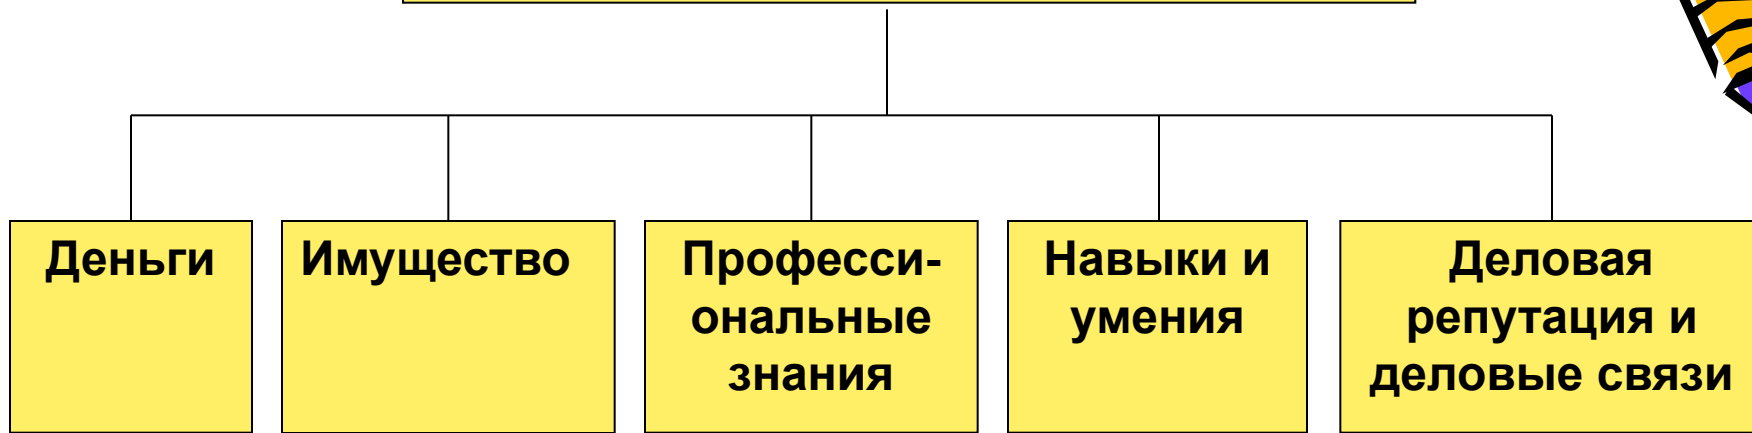 Деньги
Имущество
Професси-
ональные
знания
Навыки и
умения
Деловая
репутация и
деловые связи